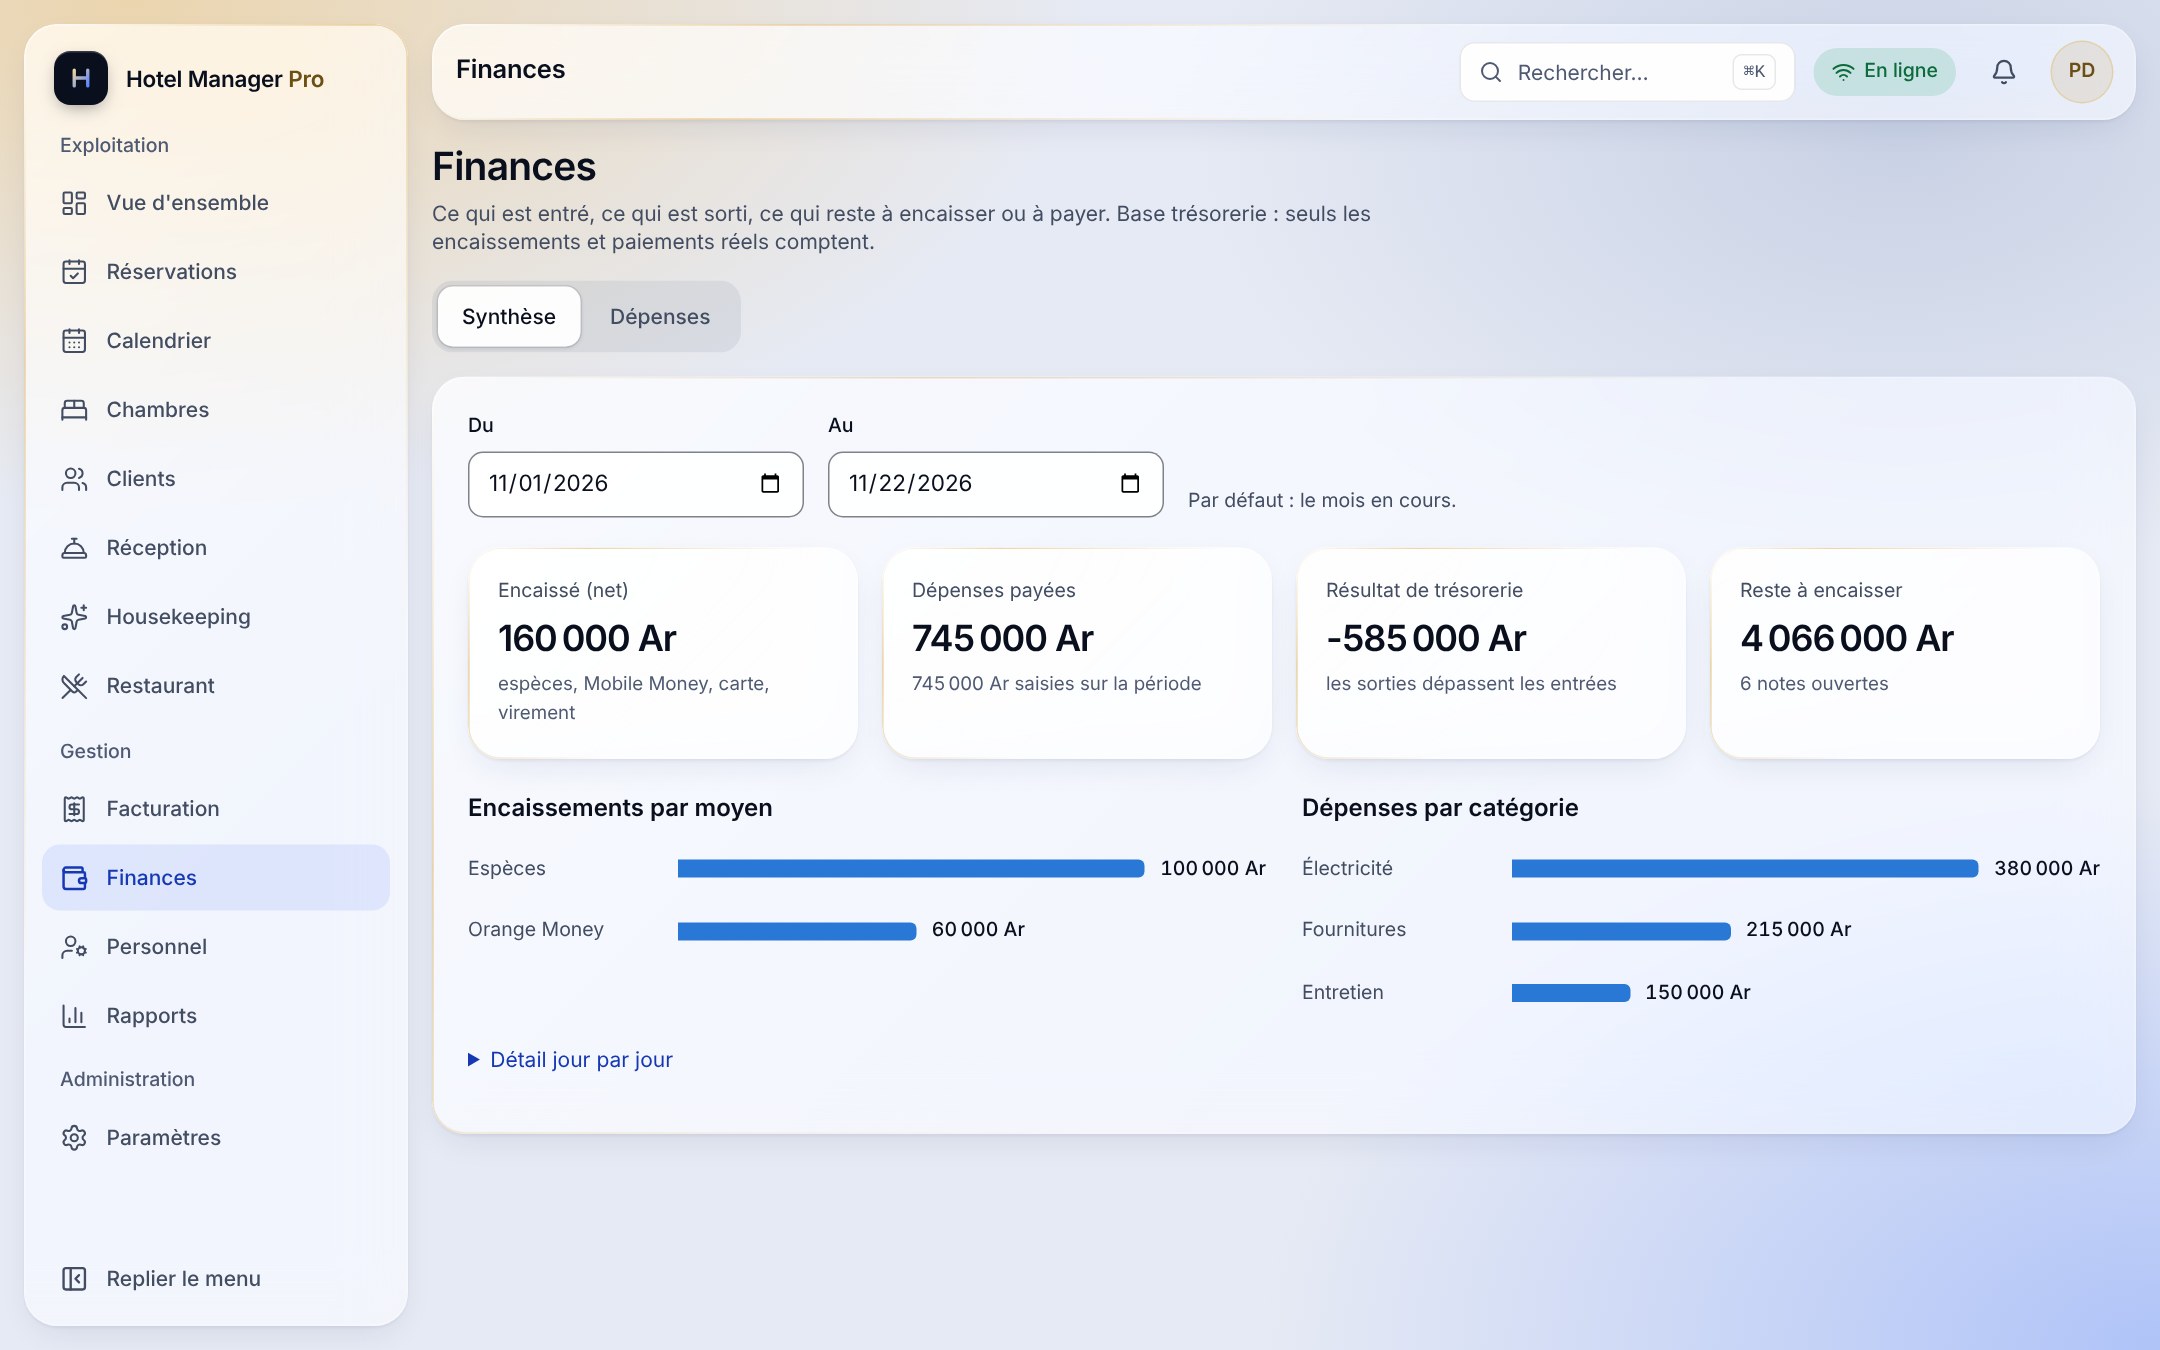 Hotel Manager Pro
Exploitation
Vue d'ensemble
Réservations
Calendrier
Chambres
Clients
Réception
Housekeeping
Restaurant
Gestion
Facturation
Finances
Personnel
Rapports
Administration
Paramètres
Replier le menu
Finances
Rechercher...
⌘K
En ligne
PD
Finances
Ce qui est entré, ce qui est sorti, ce qui reste à encaisser ou à payer. Base trésorerie : seuls les
encaissements et paiements réels comptent.
Synthèse
Dépenses
Du
11/01/2026
Au
11/22/2026
Par défaut : le mois en cours.
Encaissé (net)
160 000 Ar
espèces, Mobile Money, carte,
virement
Dépenses payées
745 000 Ar
745 000 Ar saisies sur la période
Résultat de trésorerie
-585 000 Ar
les sorties dépassent les entrées
Reste à encaisser
4 066 000 Ar
6 notes ouvertes
Encaissements par moyen
Espèces 100 000 Ar
Orange Money 60 000 Ar
Dépenses par catégorie
Électricité 380 000 Ar
Fournitures 215 000 Ar
Entretien 150 000 Ar
Détail jour par jour